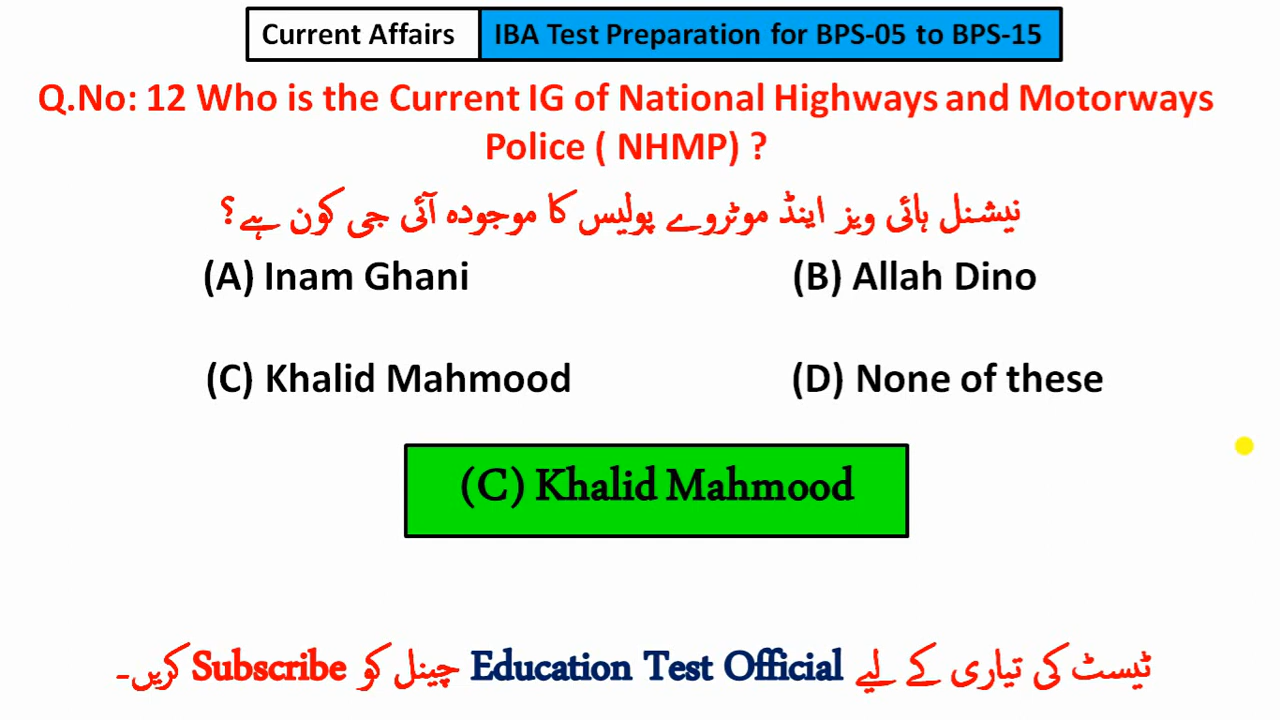 Current Affairs IBA Test Preparation for BPS-05 to BPS-15
Q.No: 12 Who is the Current IG of National Highways and Motorways
Police ( NHMP) ?
نیشنل ہائی ویز اینڈ موٹروے پولیس کا موجودہ آئی جی کون ہے؟
(A) Inam Ghani (B) Allah Dino
(C) Khalid Mahmood (D) None of these
(C) Khalid Mahmood
ٹیسٹ کی تیاری کے لیے Education Test Official چینل کو Subscribe کریں۔